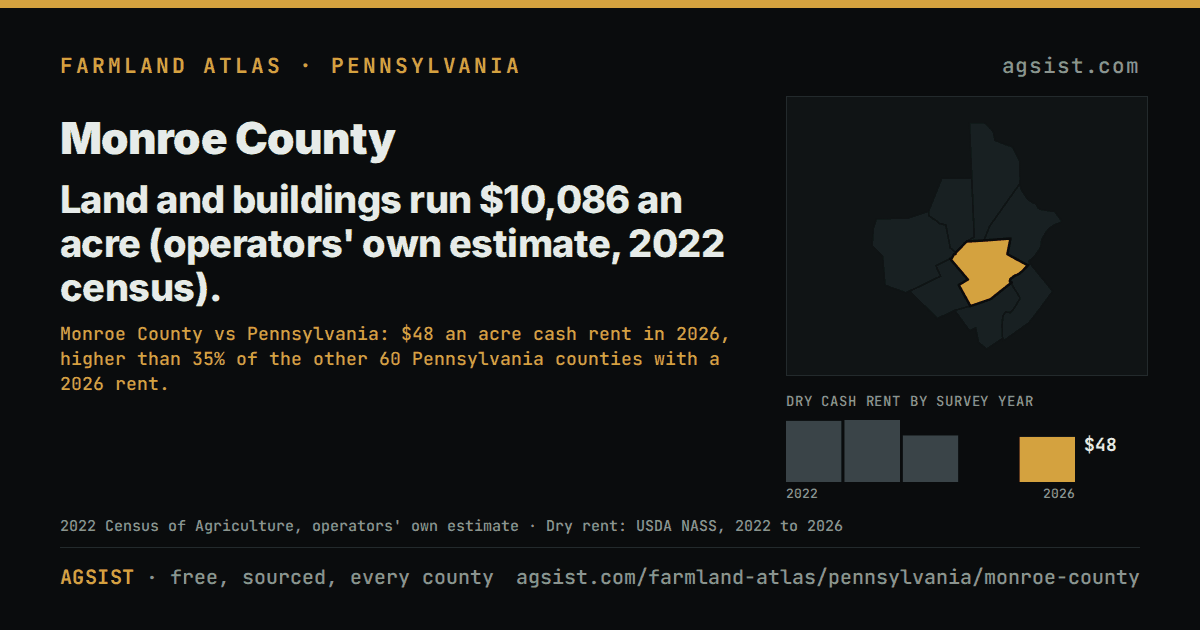 FARMLAND ATLAS · PENNSYLVANIA
agsist.com
Monroe County
Land and buildings run $10,086 an
acre (operators' own estimate, 2022
census).
Monroe County vs Pennsylvania: $48 an acre cash rent in 2026,
higher than 35% of the other 60 Pennsylvania counties with a
2026 rent.
DRY CASH RENT BY SURVEY YEAR
$48
2022 2026
2022 Census of Agriculture, operators' own estimate · Dry rent: USDA NASS, 2022 to 2026
AGSIST · free, sourced, every county agsist.com/farmland-atlas/pennsylvania/monroe-county